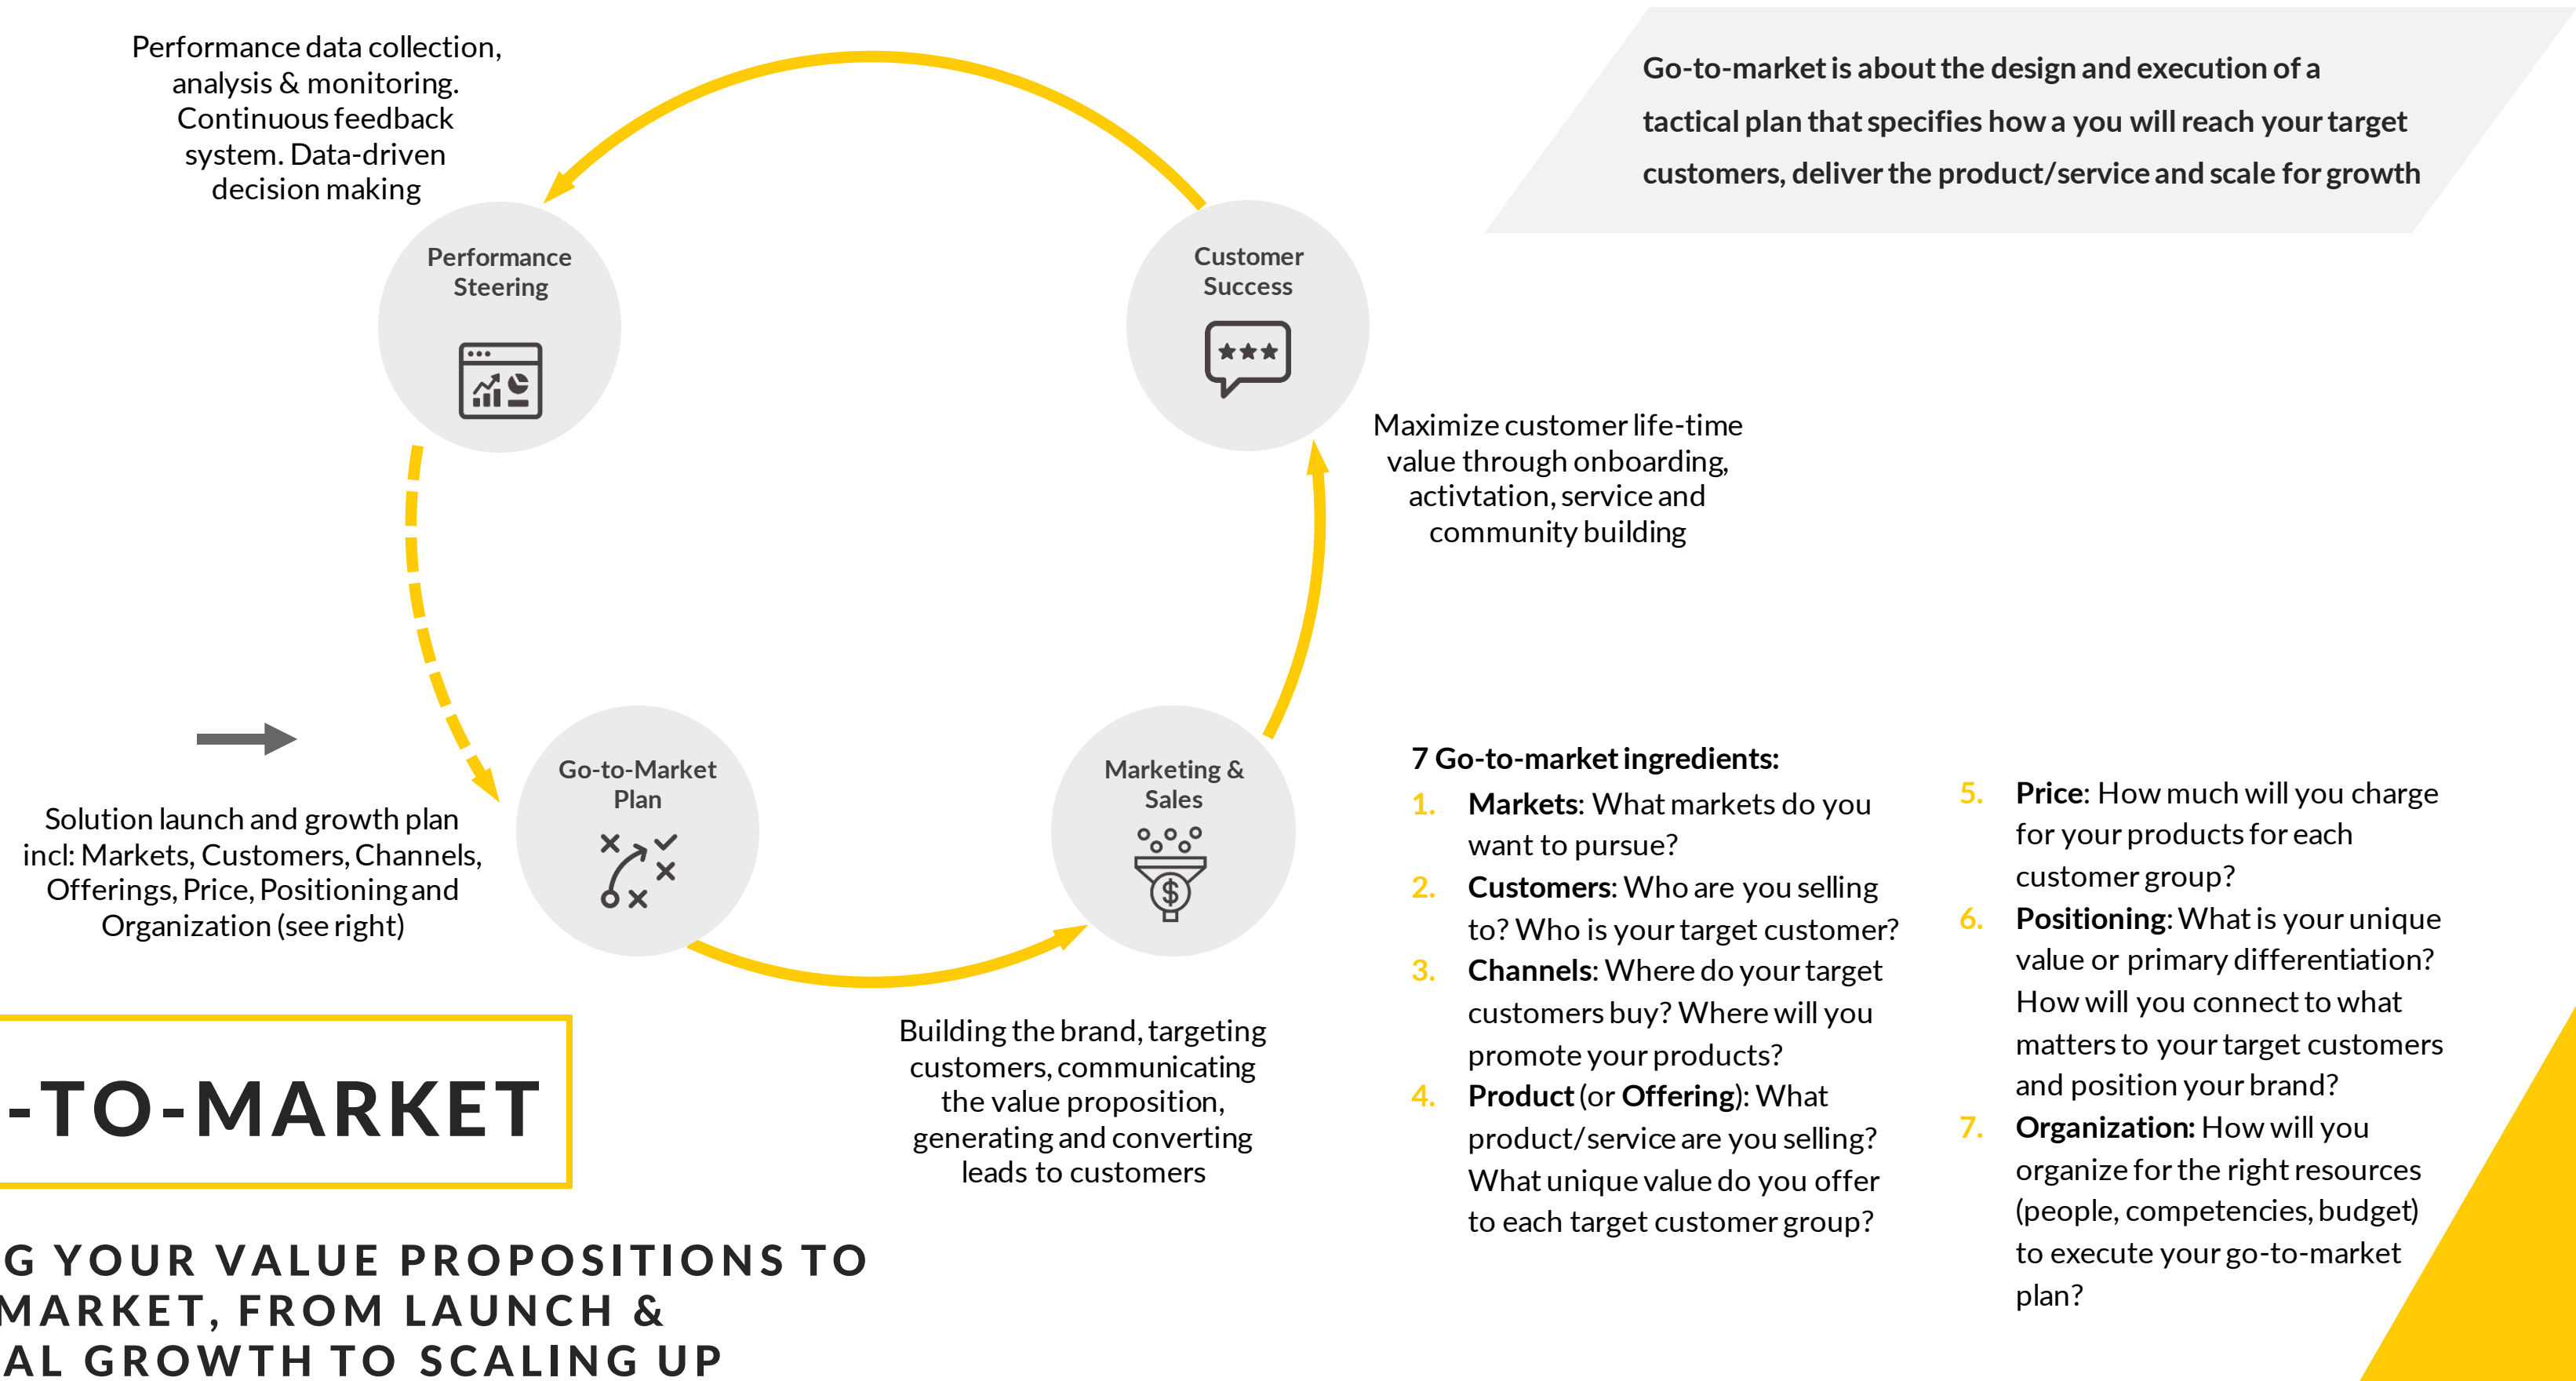 Performance data collection,
analysis & monitoring.
Continuous feedback
system. Data-driven
decision making
Go-to-market is about the design and execution of a
tactical plan that specifies how a you will reach your target
customers, deliver the product/service and scale for growth
Performance
Steering
Customer
Success
Maximize customer life-time
value through onboarding,
activtation, service and
community building
Go-to-Market
Plan
Marketing &
Sales
Solution launch and growth plan
incl: Markets, Customers, Channels,
Offerings, Price, Positioning and
Organization (see right)
Building the brand, targeting
customers, communicating
the value proposition,
generating and converting
leads to customers
7 Go-to-market ingredients:
1. Markets: What markets do you
want to pursue?
2. Customers: Who are you selling
to? Who is your target customer?
3. Channels: Where do your target
customers buy? Where will you
promote your products?
4. Product (or Offering): What
product/service are you selling?
What unique value do you offer
to each target customer group?
5. Price: How much will you charge
for your products for each
customer group?
6. Positioning: What is your unique
value or primary differentiation?
How will you connect to what
matters to your target customers
and position your brand?
7. Organization: How will you
organize for the right resources
(people, competencies, budget)
to execute your go-to-market
plan?
-TO-MARKET
G YOUR VALUE PROPOSITIONS TO
MARKET, FROM LAUNCH &
AL GROWTH TO SCALING UP